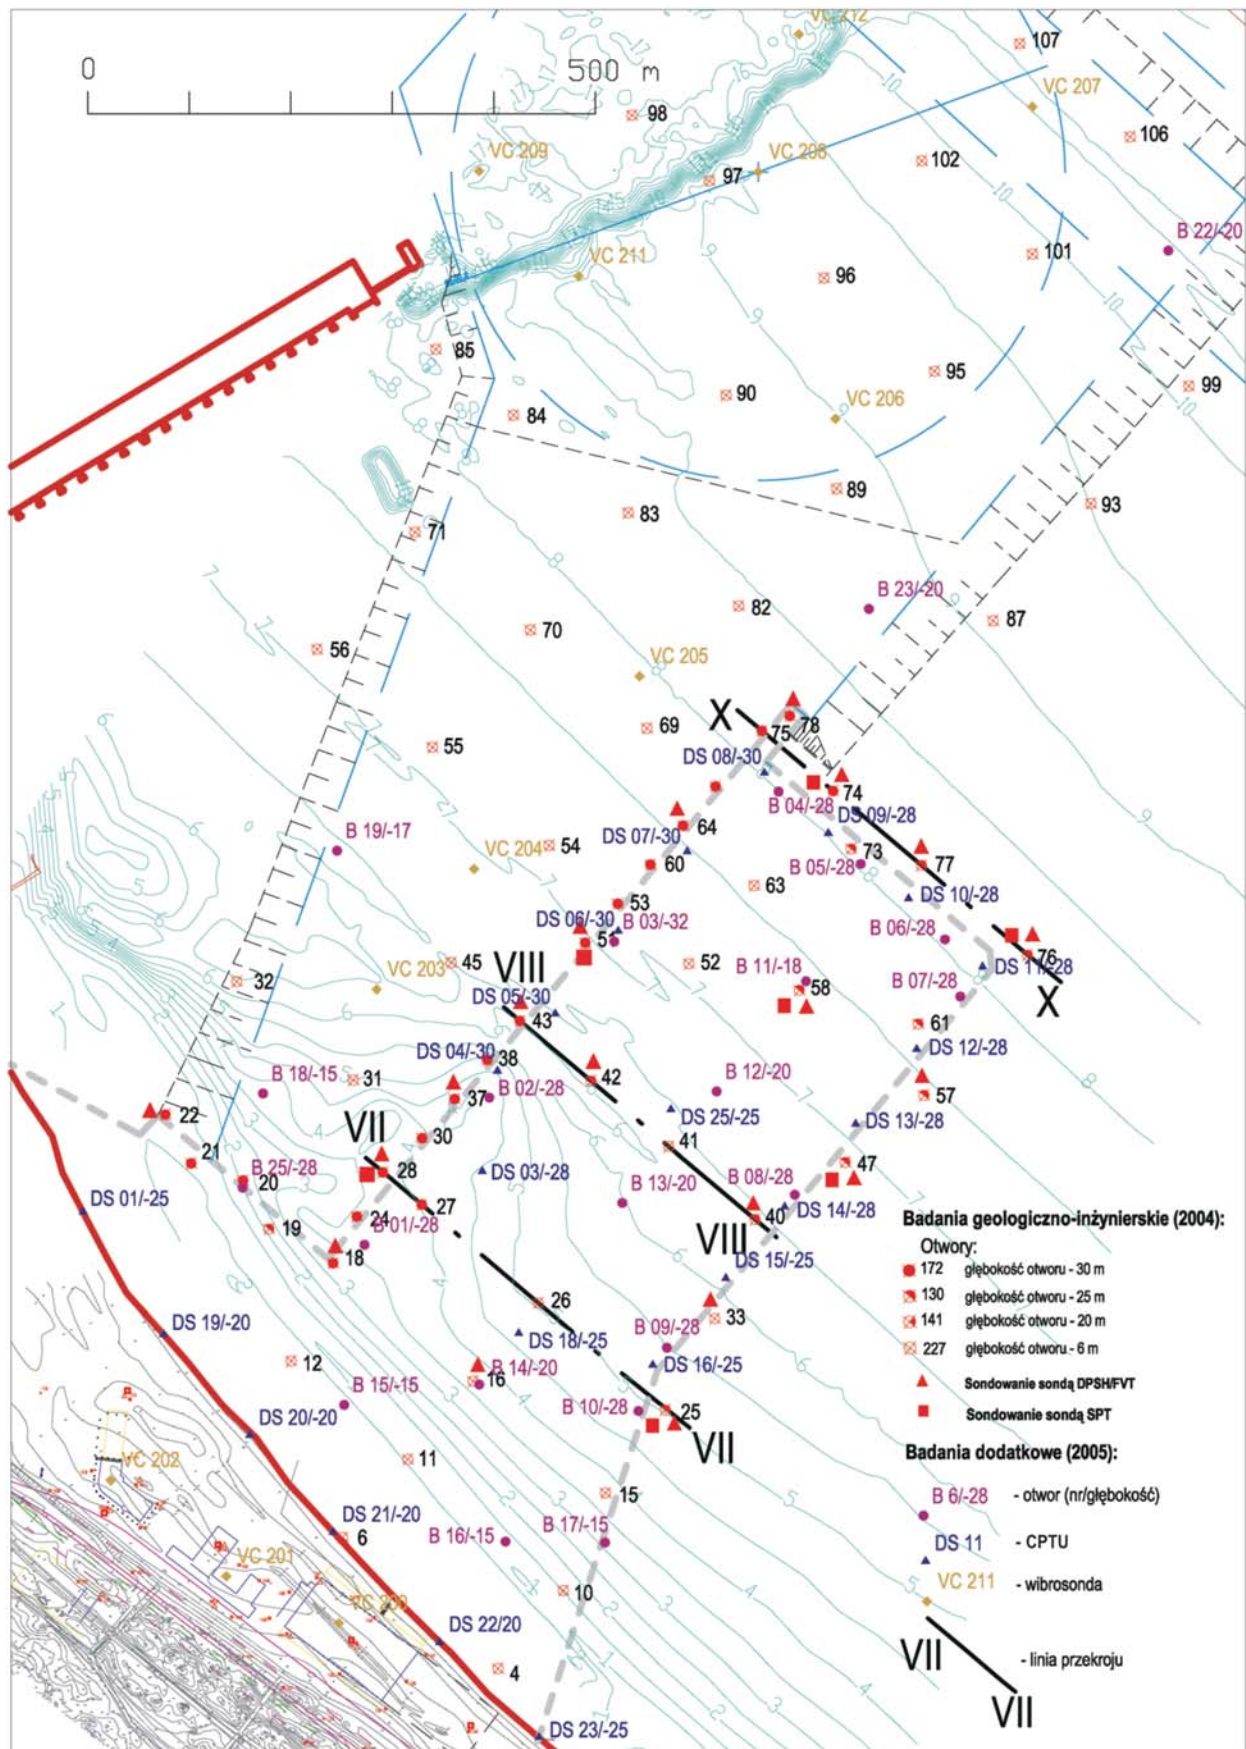 VC 212
107
0 500 m
VC 207
98
106
VC 209
VC 208
102
97
B 22/-20
101
VC 211
96
85
95
99
90
VC 206
84
89
93
83
71
B 23/-20
82
87
70
56
VC 205
X
78
69
75
55
DS 08/-30
74
B 04/-28
DS 09/-28
64
B 19/-17
DS 07/-30
54
VC 204
73
60
B 05/-28
77
63
DS 10/-28
53
DS 06/-30
B 03/-32
51
B 06/-28
76
45
VIII
52
B 11/-18
DS 11/-28
32
VC 203
58
B 07/-28
X
DS 05/-30
43
61
DS 04/-30
38
DS 12/-28
B 18/-15
31
42
B 12/-20
37
B 02/-28
57
22
DS 25/-25
VII
30
41
DS 13/-28
21
28
DS 03/-28
47
B 25/-28
20
B 13/-20
B 08/-28
DS 01/-25
27
DS 14/-28
24
40
19
B 01/-28
VIII
18
DS 15/-25
26
33
DS 19/-20
DS 18/-25
B 09/-28
12
B 14/-20
DS 16/-25
16
B 15/-15
B 10/-28
25
DS 20/-20
VII
11
VC 202
15
DS 21/-20
6
B 16/-15
B 17/-15
VC 201
10
VC 200
DS 22/20
4
DS 23/-25
Badania geologiczno-inżynierskie (2004):
Otwory:
172 głębokość otworu - 30 m
130 głębokość otworu - 25 m
141 głębokość otworu - 20 m
227 głębokość otworu - 6 m
Sondowanie sondą DPSH/FVT
Sondowanie sondą SPT
Badania dodatkowe (2005):
B 6/-28 - otwor (nr/głębokość)
DS 11 - CPTU
VC 211 - wibrosonda
VII
- linia przekroju
VII